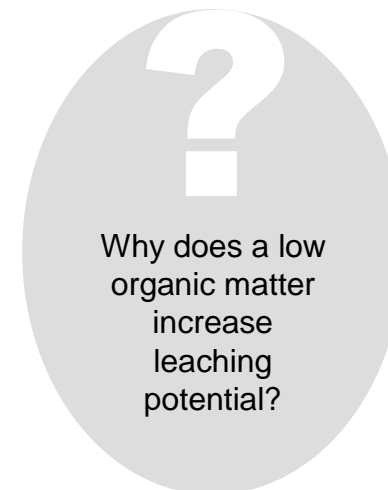 ?
Why does a low
organic matter
increase
leaching
potential?